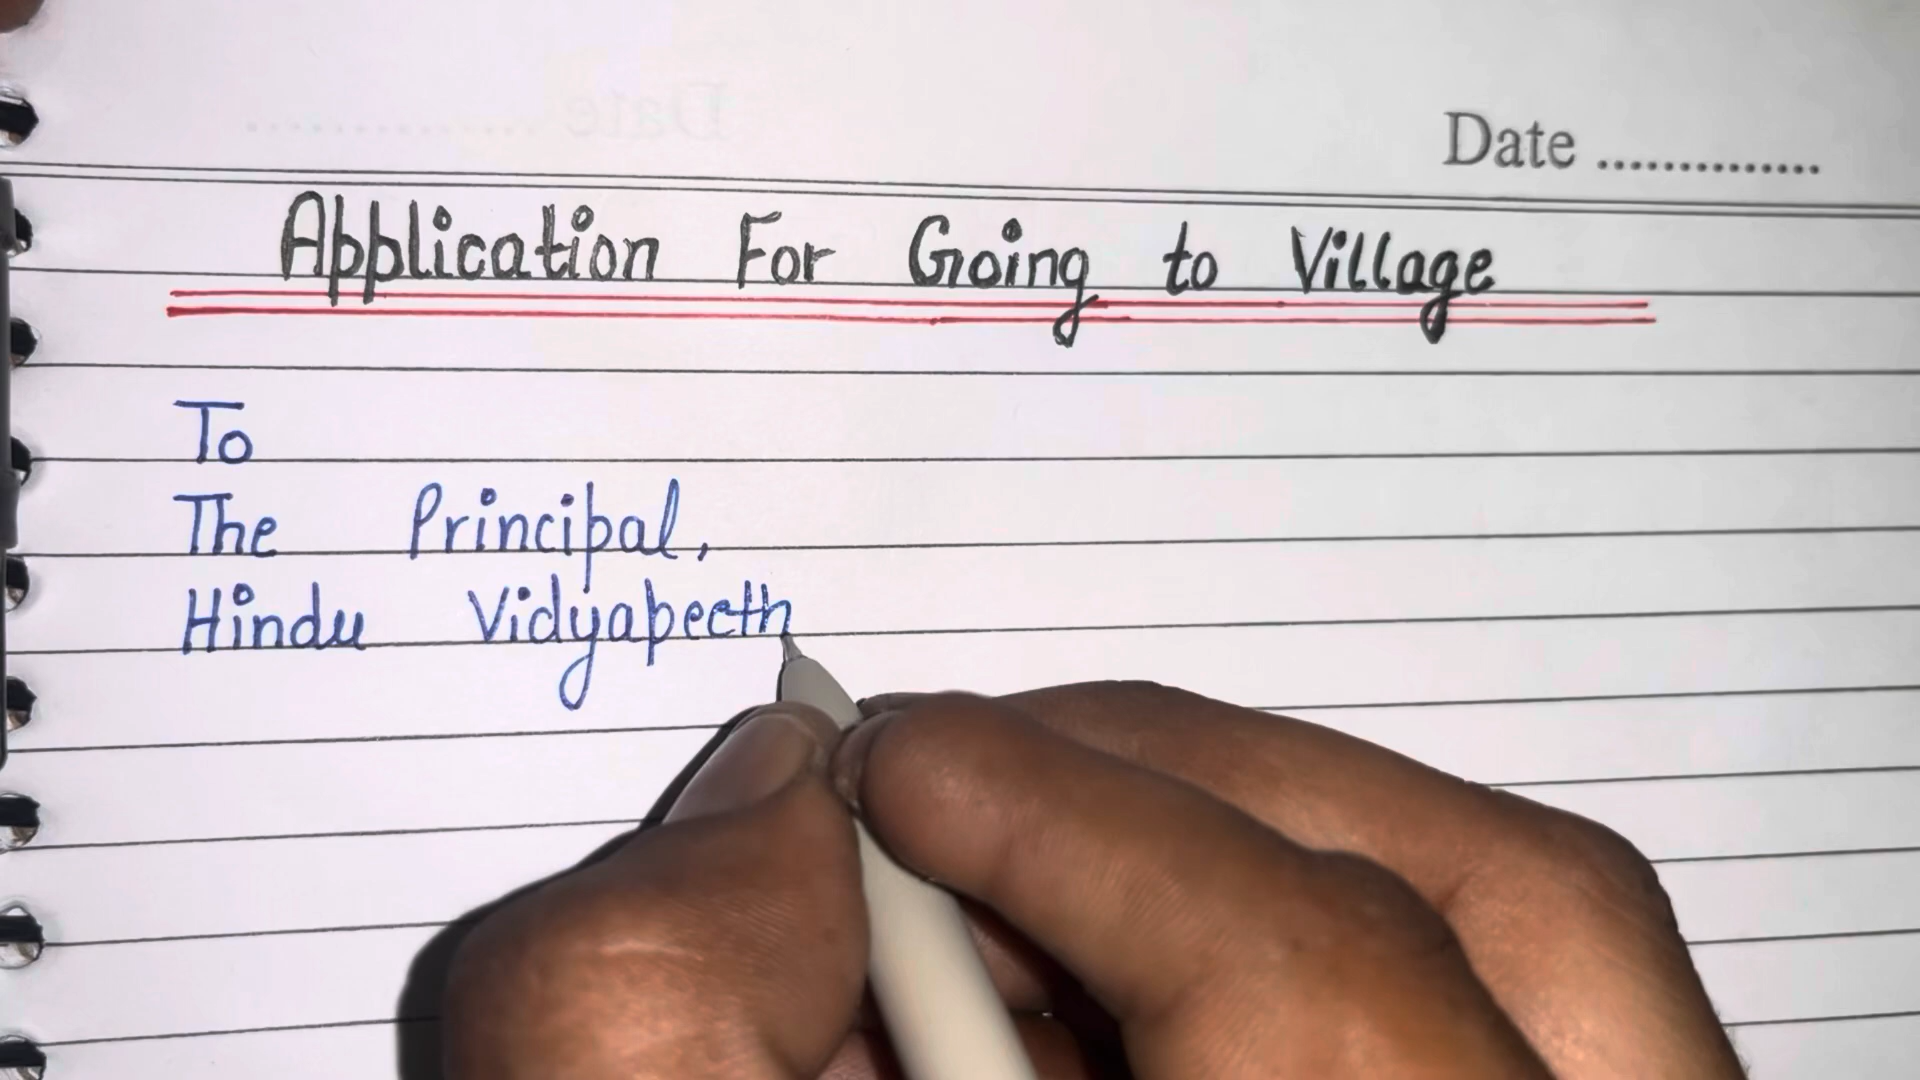 Date ..............
Application For Going to Village
To
The Principal,
Hindu Vidyapeeth